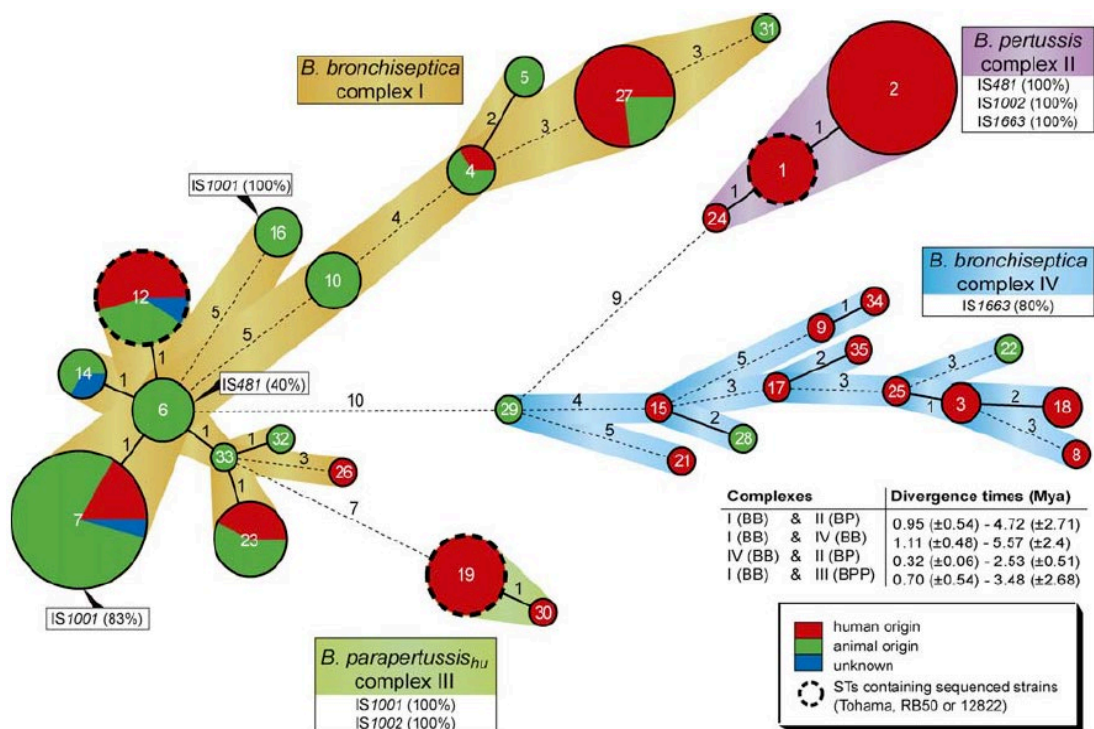 31
B. bronchiseptica
complex I
5
3
27
2
3
4
B. pertussis
complex II
IS481 (100%)
IS1002 (100%)
IS1663 (100%)
2
1
1
1
24
IS1001 (100%)
16
4
10
12
5
5
9
B. bronchiseptica
complex IV
IS1663 (80%)
14
1
1
IS481 (40%)
6
10
29
4
15
5
9
1
34
3
17
2
35
3
25
3
22
1
3
2
18
3
8
2
28
5
21
1
1
33
1
32
3
26
1
23
7
7
IS1001 (83%)
19
1
30
B. parapertussishu
complex III
IS1001 (100%)
IS1002 (100%)
Complexes Divergence times (Mya)
I (BB) & II (BP) 0.95 (±0.54) - 4.72 (±2.71)
I (BB) & IV (BB) 1.11 (±0.48) - 5.57 (±2.4)
IV (BB) & II (BP) 0.32 (±0.06) - 2.53 (±0.51)
I (BB) & III (BPP) 0.70 (±0.54) - 3.48 (±2.68)
human origin
animal origin
unknown
STs containing sequenced strains
(Tohama, RB50 or 12822)